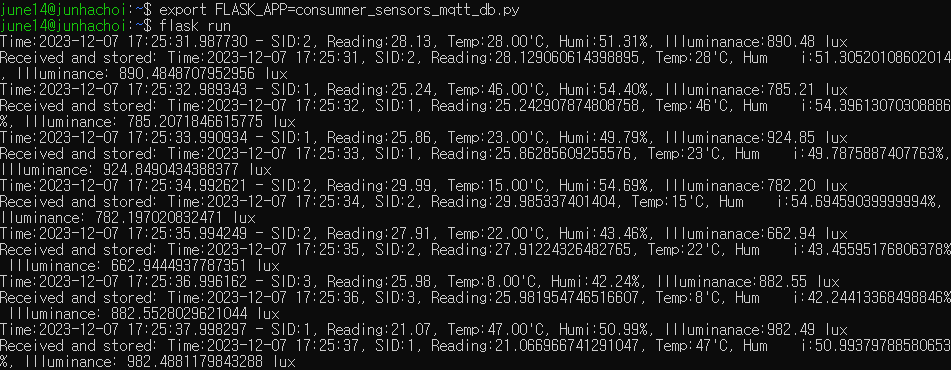 june14@junhachoi:~$ export FLASK_APP=consumner_sensors_mqtt_db.py
june14@junhachoi:~$ flask run
Time:2023-12-07 17:25:31.987730 - SID:2, Reading:28.13, Temp:28.00'C, Humi:51.31%, Illuminanace:890.48 lux
Received and stored: Time:2023-12-07 17:25:31, SID:2, Reading:28.129060614398895, Temp:28'C, Hum    i:51.30520108602014
, Illuminance: 890.4848707952956 lux
Time:2023-12-07 17:25:32.989343 - SID:1, Reading:25.24, Temp:46.00'C, Humi:54.40%, Illuminanace:785.21 lux
Received and stored: Time:2023-12-07 17:25:32, SID:1, Reading:25.242907874808758, Temp:46'C, Hum    i:54.39613070308886
%, Illuminance: 785.2071846615775 lux
Time:2023-12-07 17:25:33.990934 - SID:1, Reading:25.86, Temp:23.00'C, Humi:49.79%, Illuminanace:924.85 lux
Received and stored: Time:2023-12-07 17:25:33, SID:1, Reading:25.86285609255576, Temp:23'C, Hum    i:49.7875887407763%,
Illuminance: 924.8490434388377 lux
Time:2023-12-07 17:25:34.992621 - SID:2, Reading:29.99, Temp:15.00'C, Humi:54.69%, Illuminanace:782.20 lux
Received and stored: Time:2023-12-07 17:25:34, SID:2, Reading:29.985337401404, Temp:15'C, Hum    i:54.69459039999994%, I
lluminance: 782.197020832471 lux
Time:2023-12-07 17:25:35.994249 - SID:2, Reading:27.91, Temp:22.00'C, Humi:43.46%, Illuminanace:662.94 lux
Received and stored: Time:2023-12-07 17:25:35, SID:2, Reading:27.91224326482765, Temp:22'C, Hum    i:43.45595176806378%
, Illuminance: 662.9444937787351 lux
Time:2023-12-07 17:25:36.996162 - SID:3, Reading:25.98, Temp:8.00'C, Humi:42.24%, Illuminanace:882.55 lux
Received and stored: Time:2023-12-07 17:25:36, SID:3, Reading:25.981954746516607, Temp:8'C, Hum    i:42.24413368498846%
, Illuminance: 882.5528029621044 lux
Time:2023-12-07 17:25:37.998297 - SID:1, Reading:21.07, Temp:47.00'C, Humi:50.99%, Illuminanace:982.49 lux
Received and stored: Time:2023-12-07 17:25:37, SID:1, Reading:21.066966741291047, Temp:47'C, Hum    i:50.99379788580653
%, Illuminance: 982.4881179843288 lux